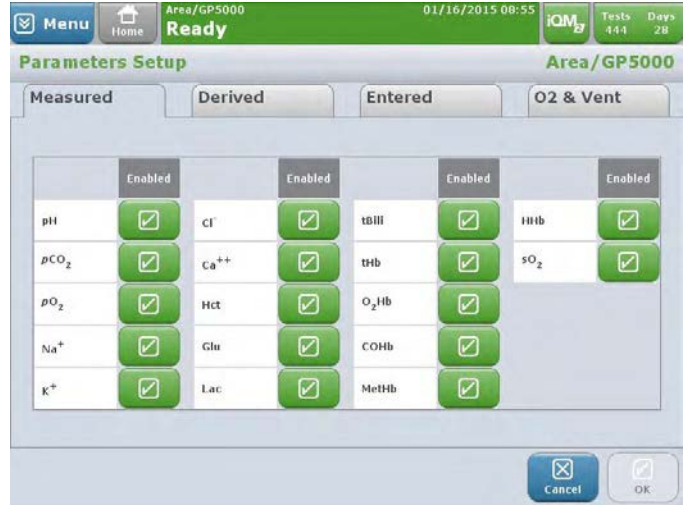 Menu Home Area/GP5000 01/16/2015 08:55 iQM2 Tests Days
Ready 444 28
Parameters Setup Area/GP5000
Measured Derived Entered O2 & Vent
Enabled Enabled Enabled Enabled
pH Cl⁻ tBili HHb
pCO₂ Ca⁺⁺ tHb sO₂
pO₂ Hct O₂Hb
Na⁺ Glu COHb
K⁺ Lac MetHb
Cancel OK